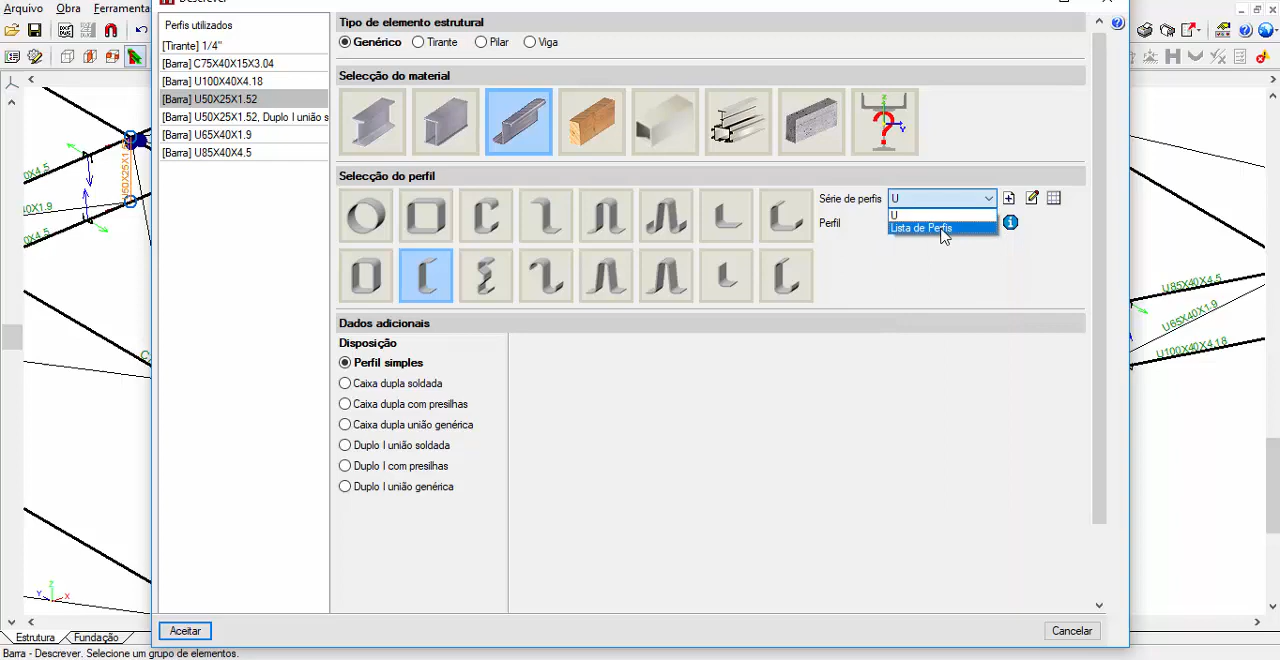 Arquivo Obra Ferramenta
Descrever
Perfis utilizados
[Tirante] 1/4"
[Barra] C75X40X15X3.04
[Barra] U100X40X4.18
[Barra] U50X25X1.52
[Barra] U50X25X1.52, Duplo I união s
[Barra] U65X40X1.9
[Barra] U85X40X4.5
Tipo de elemento estrutural
Genérico Tirante Pilar Viga
Selecção do material
Selecção do perfil
Série de perfis U
U
Lista de Perfis
Perfil
Dados adicionais
Disposição
Perfil simples
Caixa dupla soldada
Caixa dupla com presilhas
Caixa dupla união genérica
Duplo I união soldada
Duplo I com presilhas
Duplo I união genérica
Aceitar Cancelar
0X4.5
0X1.9
0X4.5
U50X25X1.5
C
U85X40X4.5
U65X40X1.9
U100X40X4.18
Z
Y X
Estrutura Fundação
Barra - Descrever. Selecione um grupo de elementos.